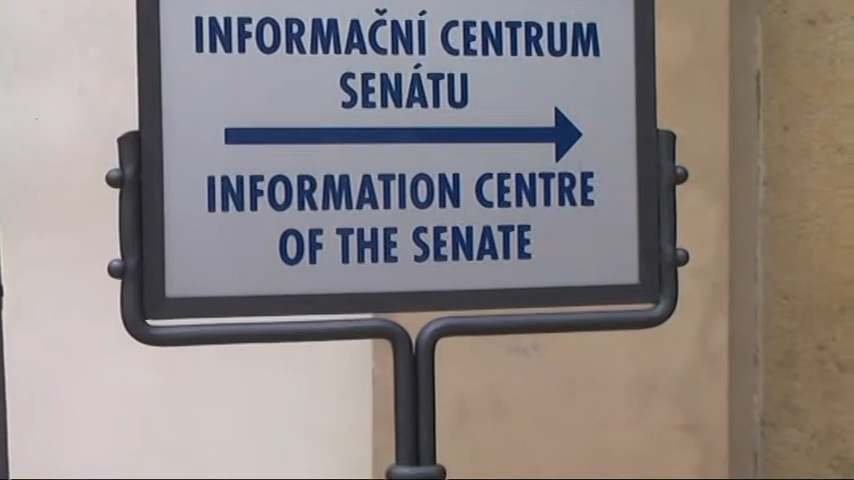 INFORMAČNÍ CENTRUM
SENÁTU
INFORMATION CENTRE
OF THE SENATE